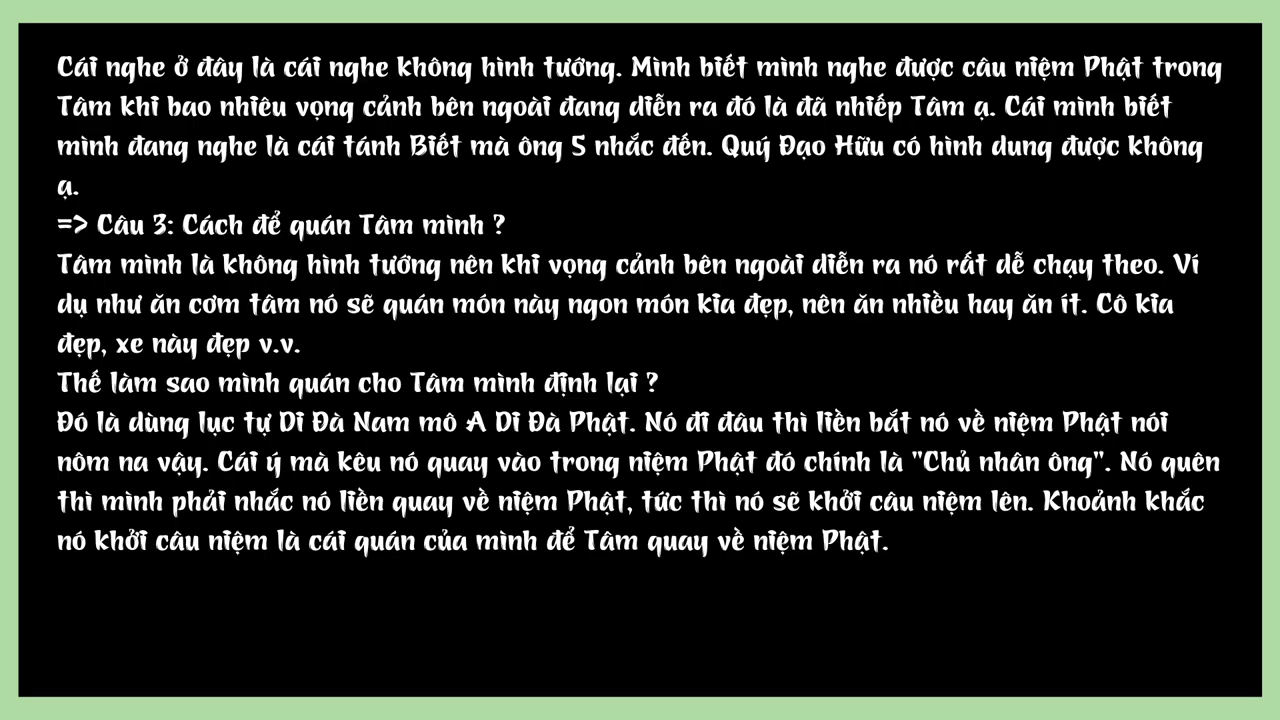 Cái nghe ở đây là cái nghe không hình tướng. Mình biết mình nghe được câu niệm Phật trong
Tâm khi bao nhiêu vọng cảnh bên ngoài đang diễn ra đó là đã nhiếp Tâm ạ. Cái mình biết
mình đang nghe là cái tánh Biết mà ông 5 nhắc đến. Quý Đạo Hữu có hình dung được không
ạ.
=> Câu 3: Cách để quán Tâm mình ?
Tâm mình là không hình tướng nên khi vọng cảnh bên ngoài diễn ra nó rất dễ chạy theo. Ví
dụ như ăn cơm tâm nó sẽ quán món này ngon món kia đẹp, nên ăn nhiều hay ăn ít. Cô kia
đẹp, xe này đẹp v.v.
Thế làm sao mình quán cho Tâm mình định lại ?
Đó là dùng lục tự Di Đà Nam mô A Di Đà Phật. Nó đi đâu thì liền bắt nó về niệm Phật nói
nôm na vậy. Cái ý mà kêu nó quay vào trong niệm Phật đó chính là "Chủ nhân ông". Nó quên
thì mình phải nhắc nó liền quay về niệm Phật, tức thì nó sẽ khởi câu niệm lên. Khoảnh khắc
nó khởi câu niệm là cái quán của mình để Tâm quay về niệm Phật.